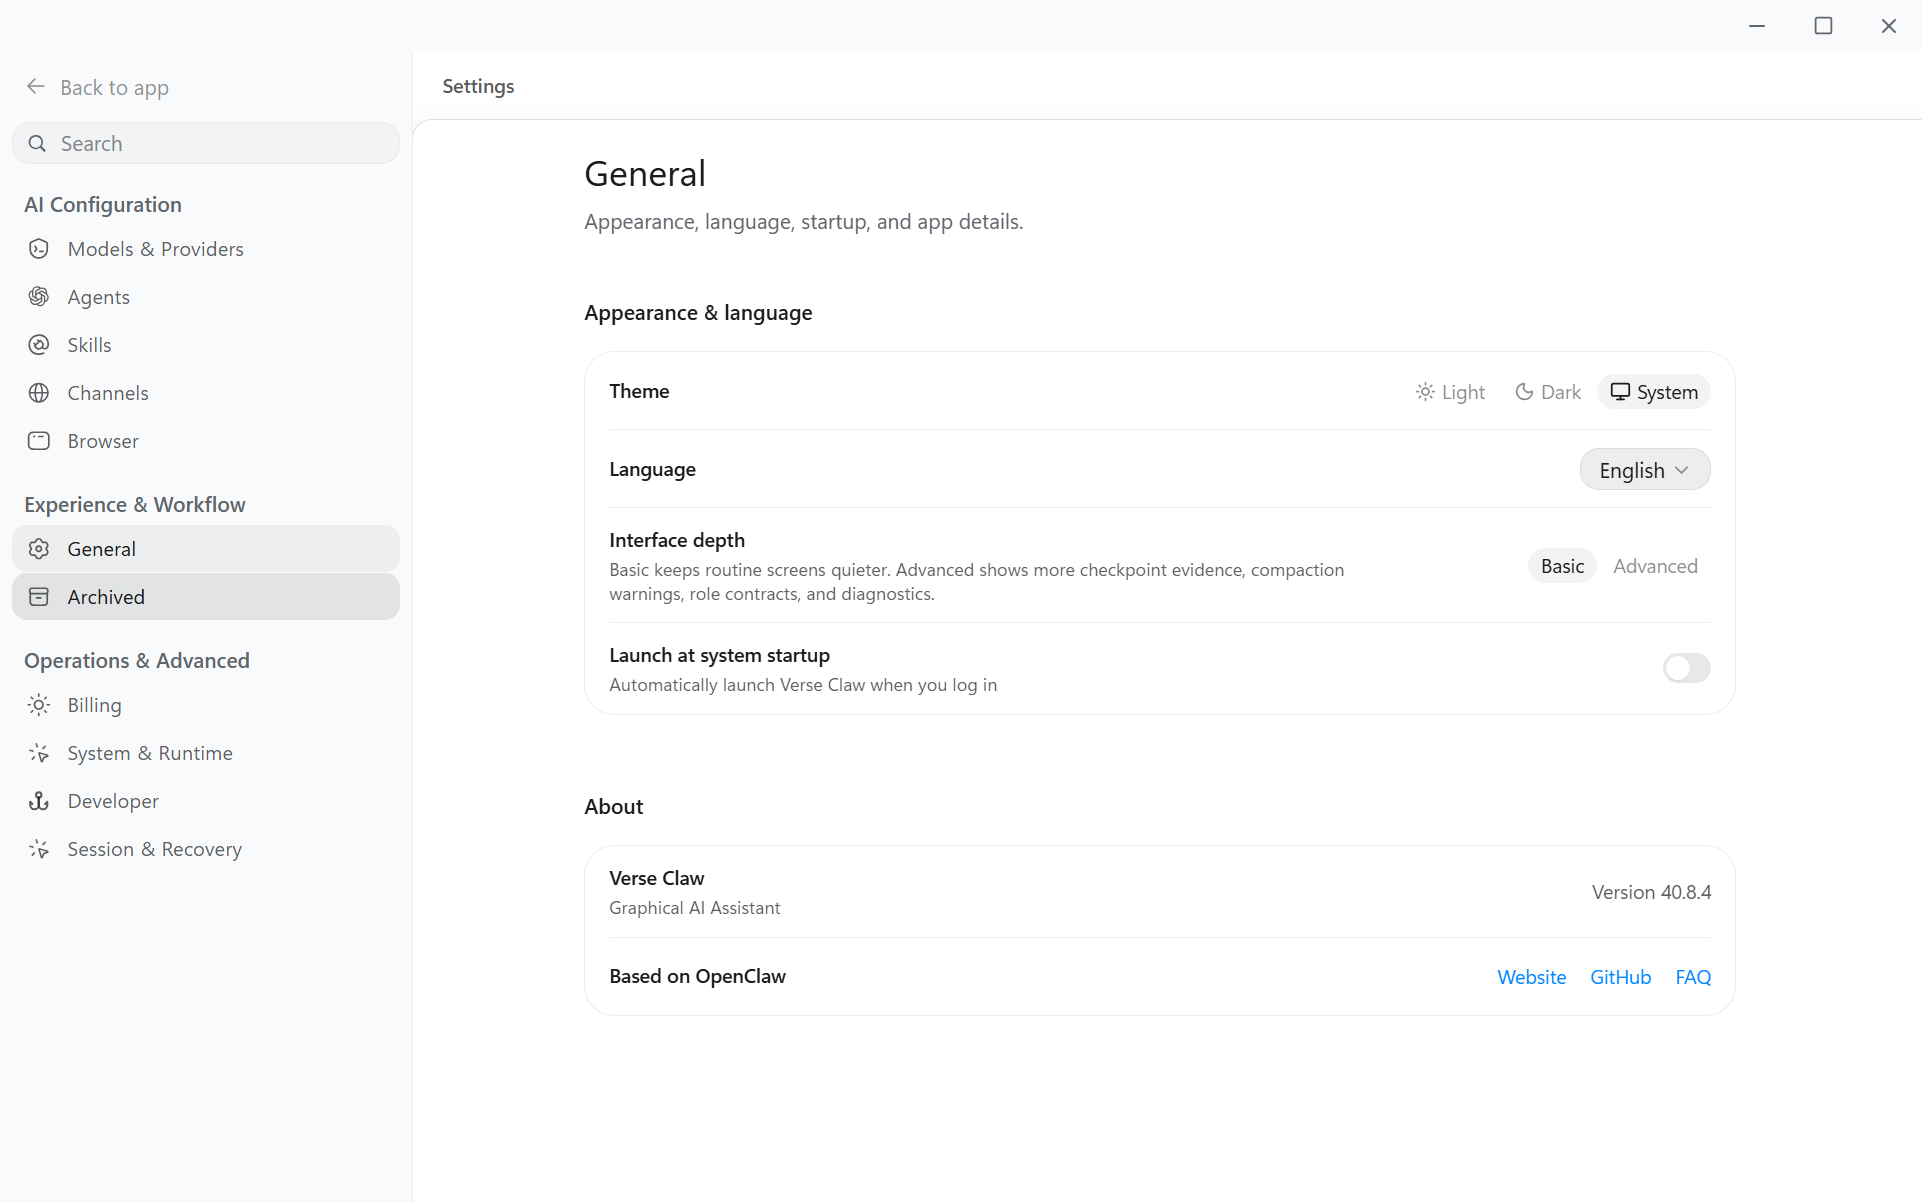 Back to app
Search
AI Configuration
Models & Providers
Agents
Skills
Channels
Browser
Experience & Workflow
General
Archived
Operations & Advanced
Billing
System & Runtime
Developer
Session & Recovery
Settings
General
Appearance, language, startup, and app details.
Appearance & language
Theme
Light
Dark
System
Language
English
Interface depth
Basic keeps routine screens quieter. Advanced shows more checkpoint evidence, compaction
warnings, role contracts, and diagnostics.
Basic
Advanced
Launch at system startup
Automatically launch Verse Claw when you log in
About
Verse Claw
Graphical AI Assistant
Version 40.8.4
Based on OpenClaw
Website
GitHub
FAQ